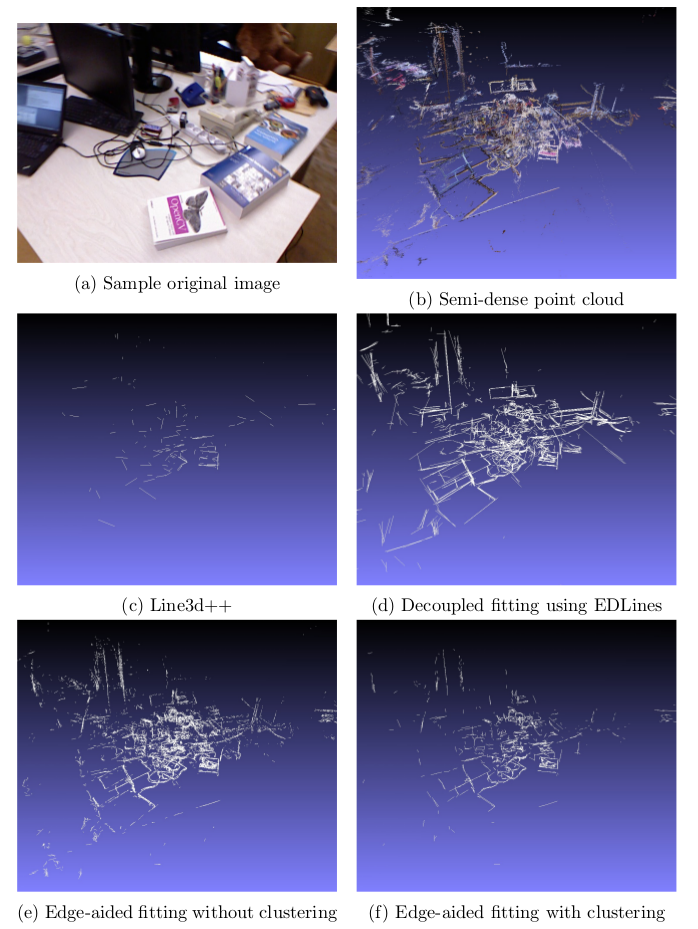 OpenCV
(a) Sample original image
(b) Semi-dense point cloud
(c) Line3d++
(d) Decoupled fitting using EDLines
(e) Edge-aided fitting without clustering
(f) Edge-aided fitting with clustering